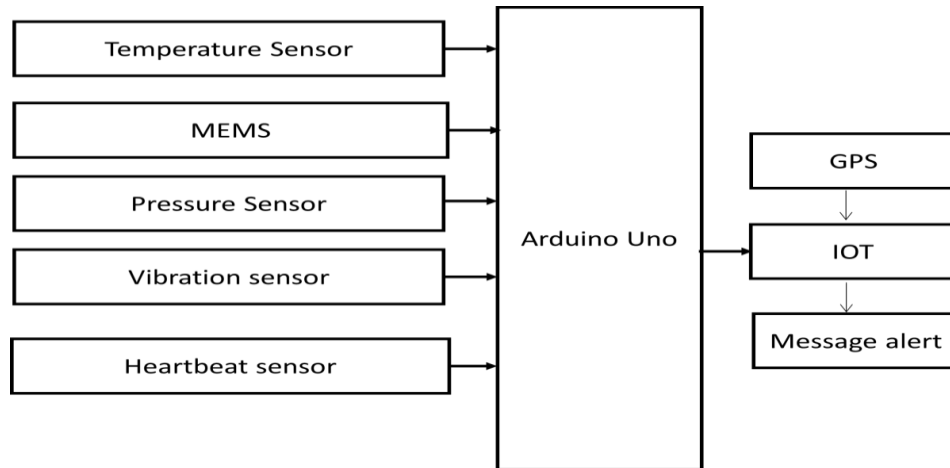 Temperature Sensor
MEMS
Pressure Sensor
Vibration sensor
Heartbeat sensor
Arduino Uno
GPS
IOT
Message alert